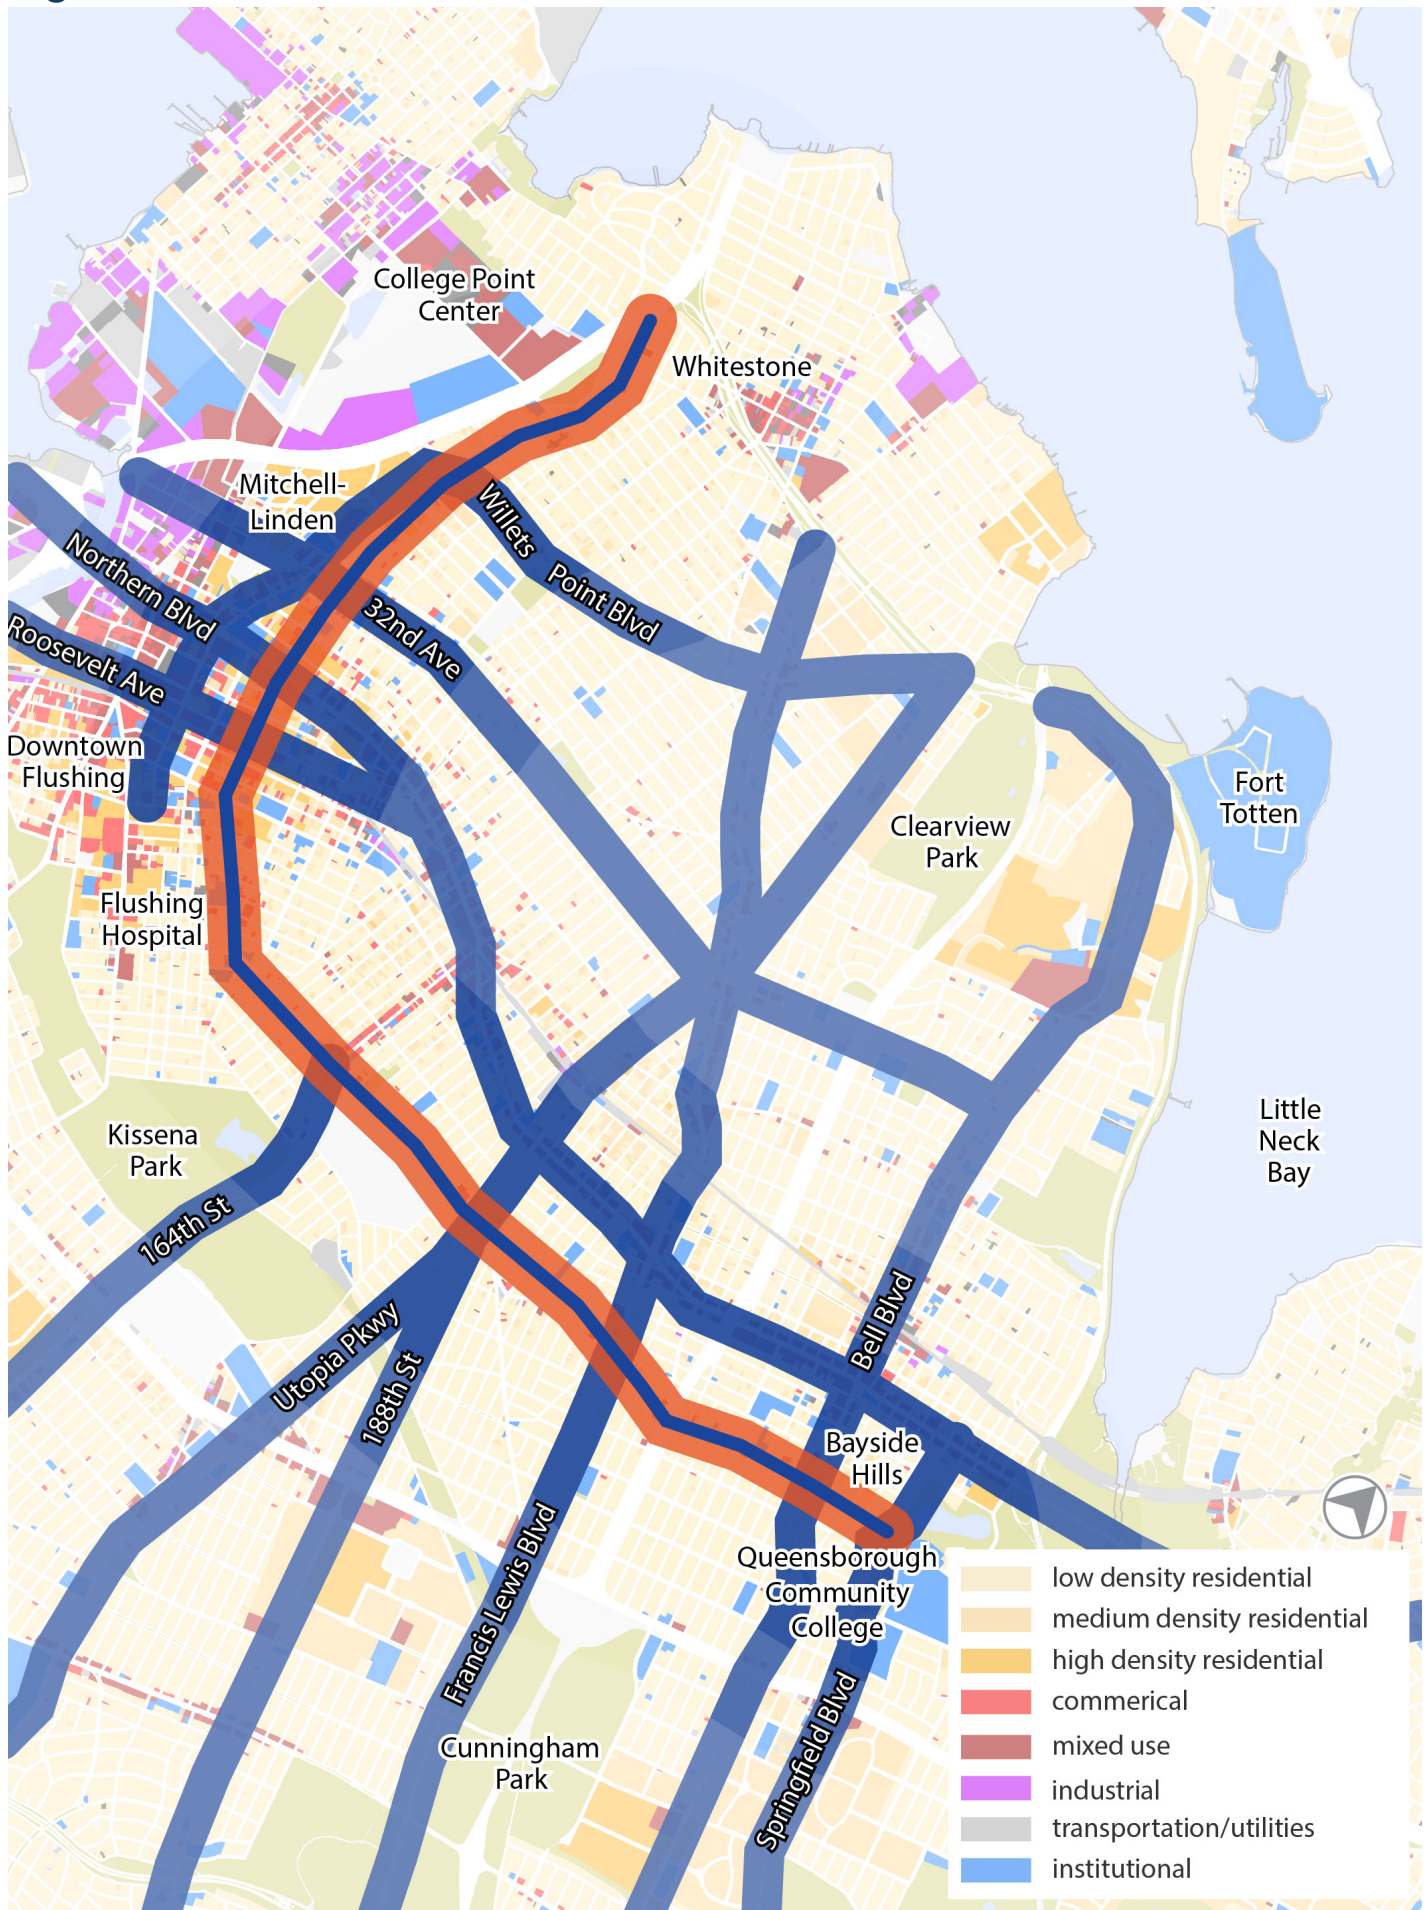 College Point
Center
Whitestone
Mitchell-
Linden
Willets
Point Blvd
Northern Blvd
32nd Ave
Roosevelt Ave
Downtown
Flushing
Fort
Totten
Clearview
Park
Flushing
Hospital
Kissena
Park
Little
Neck
Bay
164th St
Utopia Pkwy
188th St
Bell Blvd
Bayside
Hills
Francis Lewis Blvd
Queensborough
Community
College
Springfield Blvd
Cunningham
Park
low density residential
medium density residential
high density residential
commerical
mixed use
industrial
transportation/utilities
institutional